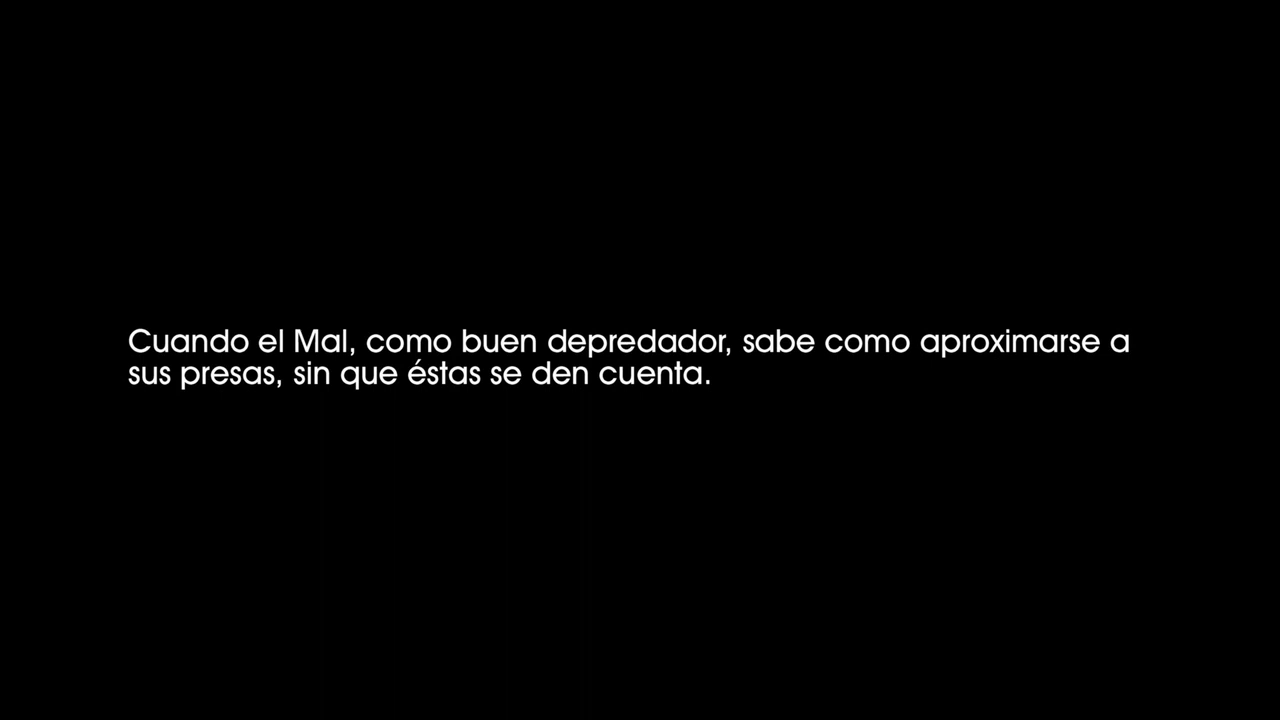 Cuando el Mal, como buen depredador, sabe como aproximarse a
sus presas, sin que éstas se den cuenta.